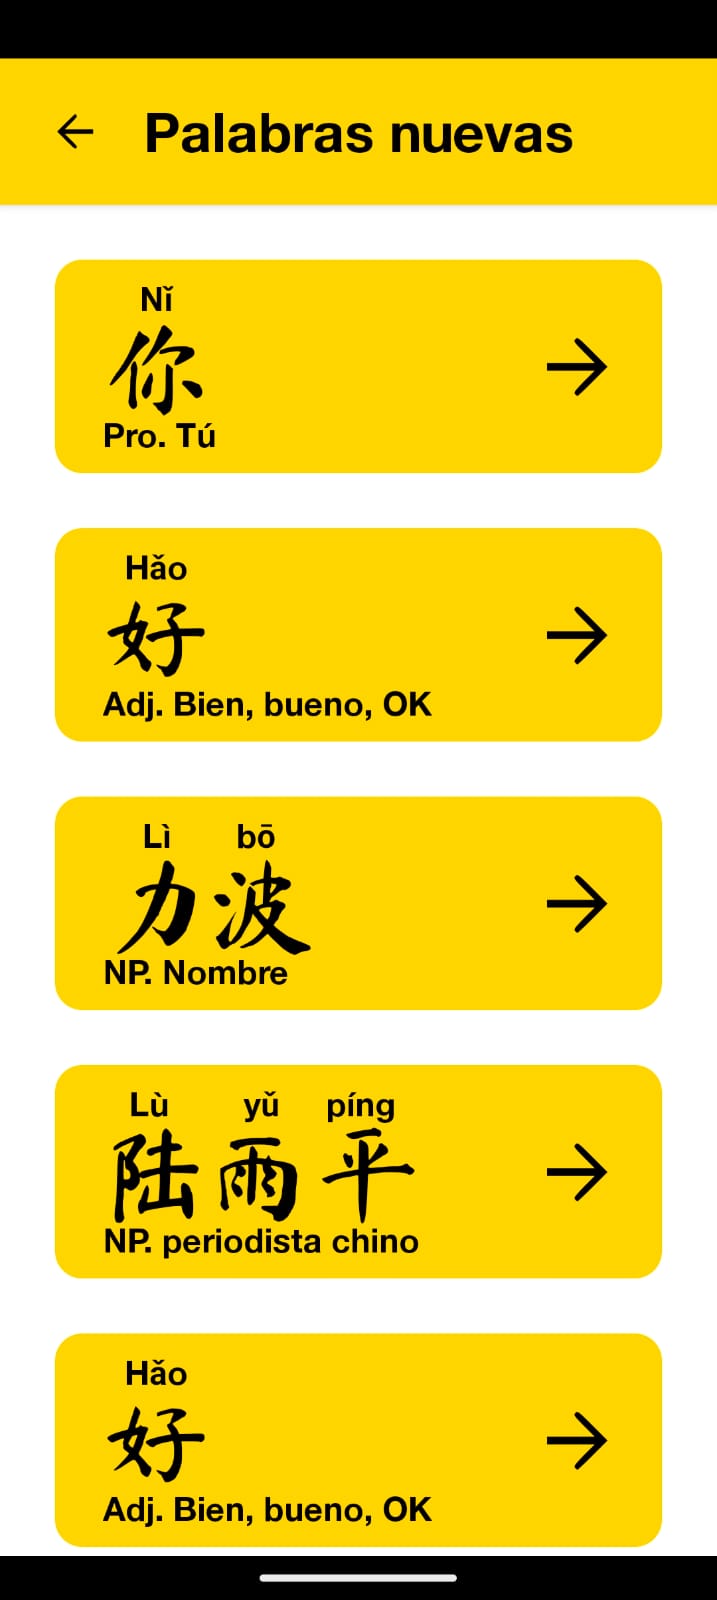 Palabras nuevas
Nǐ
你
Pro. Tú
Hǎo
好
Adj. Bien, bueno, OK
Lì bō
力波
NP. Nombre
Lù yǔ píng
陆雨平
NP. periodista chino
Hǎo
好
Adj. Bien, bueno, OK